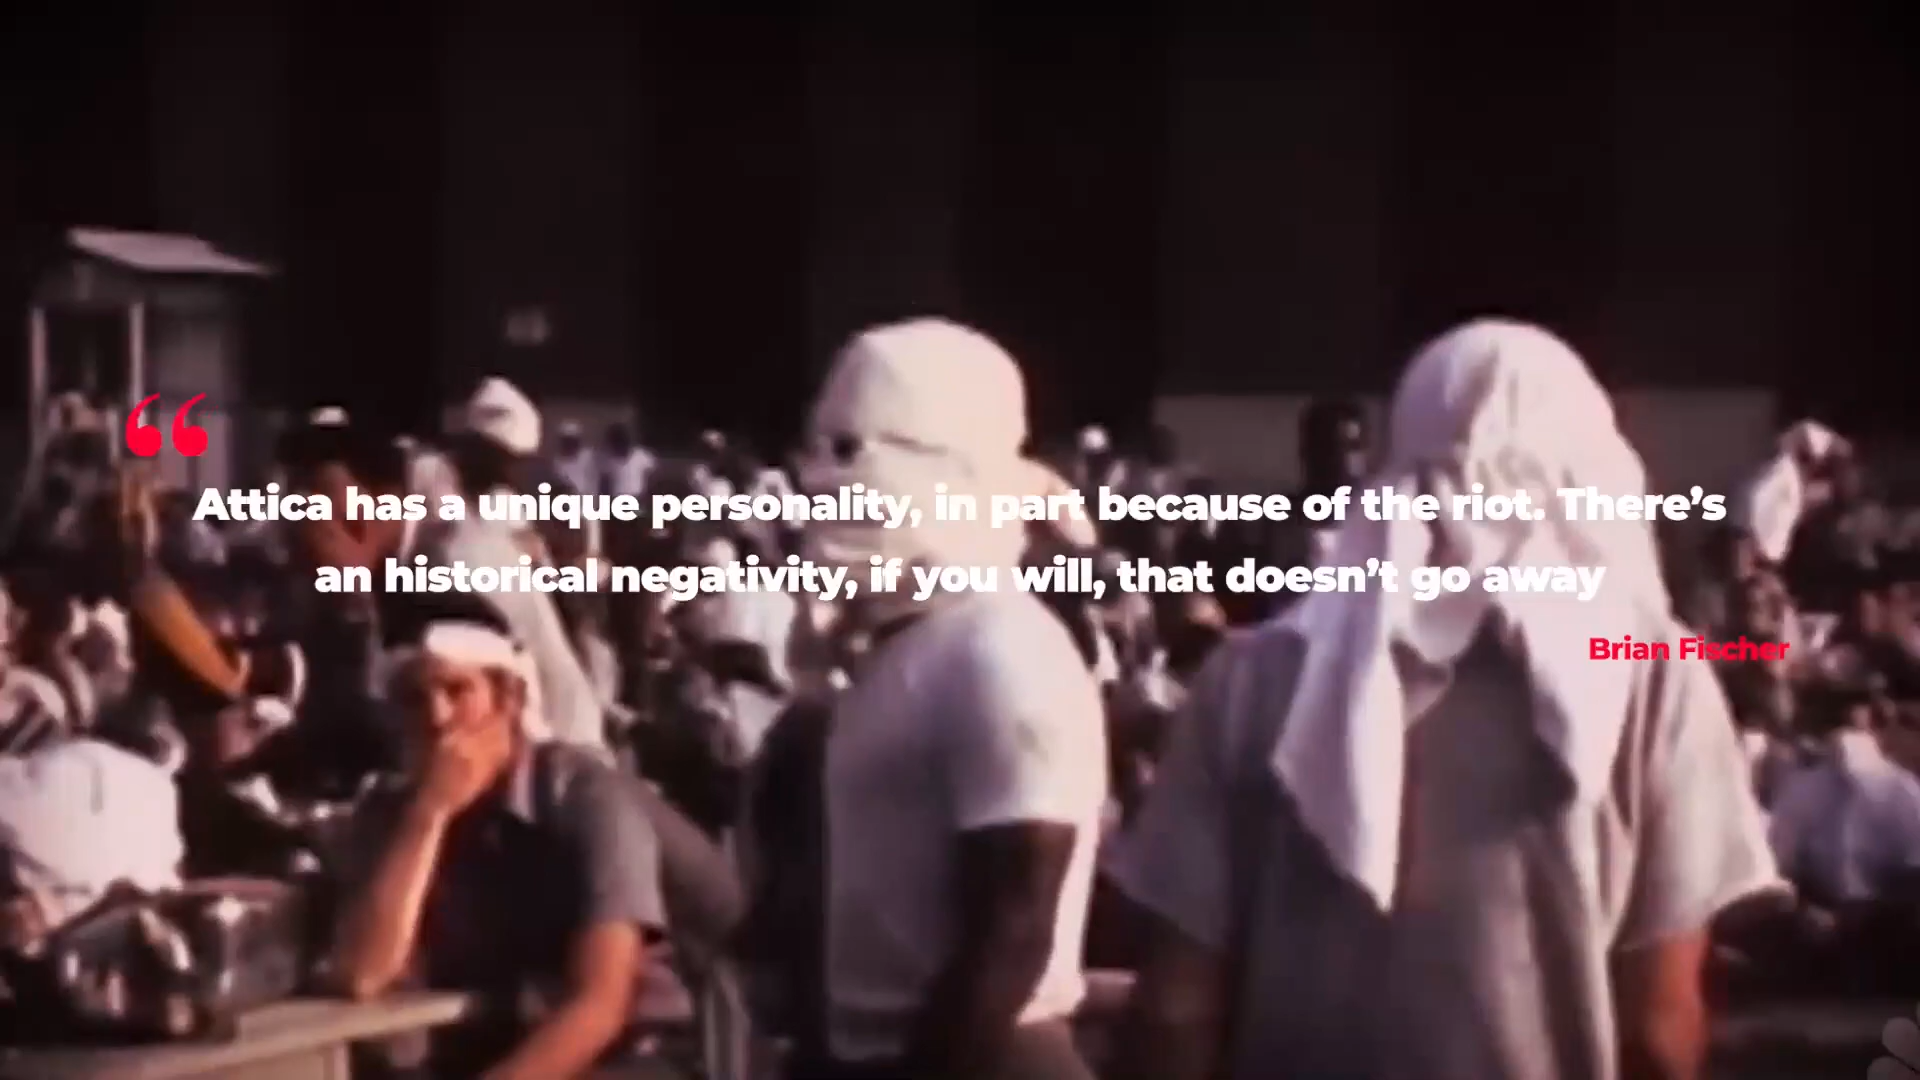 “
Attica has a unique personality, in part because of the riot. There’s
an historical negativity, if you will, that doesn’t go away
Brian Fischer